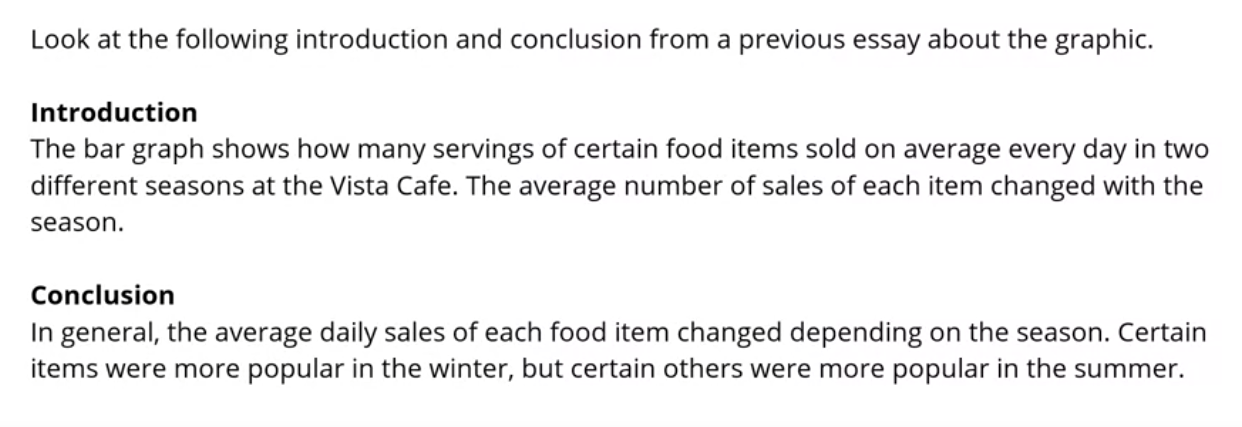 Look at the following introduction and conclusion from a previous essay about the graphic.
Introduction
The bar graph shows how many servings of certain food items sold on average every day in two
different seasons at the Vista Cafe. The average number of sales of each item changed with the
season.
Conclusion
In general, the average daily sales of each food item changed depending on the season. Certain
items were more popular in the winter, but certain others were more popular in the summer.